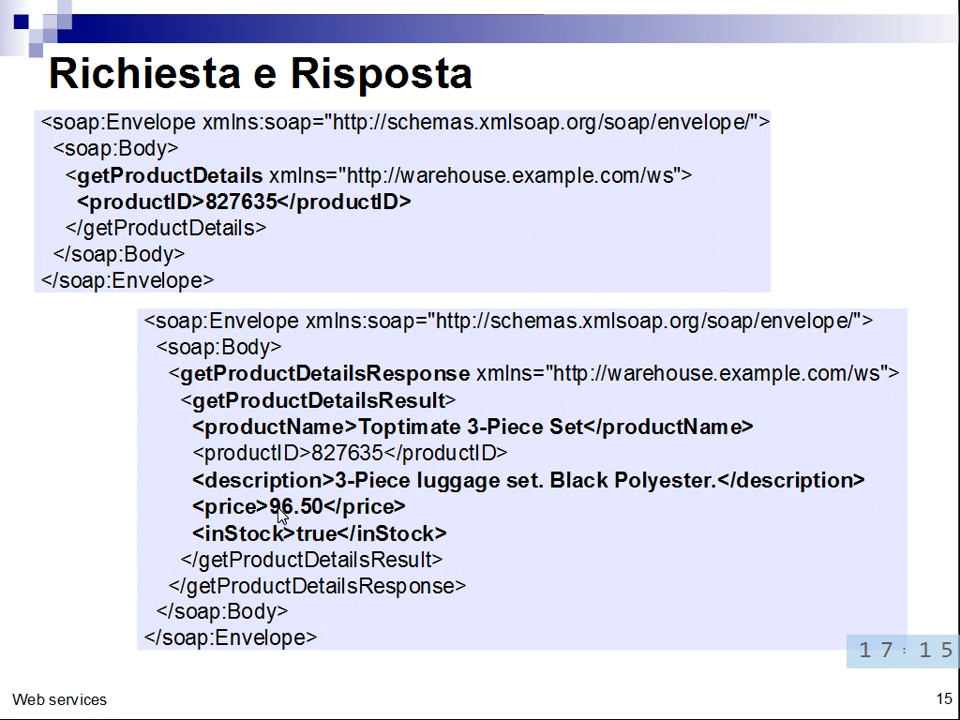 Richiesta e Risposta
<soap:Envelope xmlns:soap="http://schemas.xmlsoap.org/soap/envelope/">
<soap:Body>
<getProductDetails xmlns="http://warehouse.example.com/ws">
<productID>827635</productID>
</getProductDetails>
</soap:Body>
</soap:Envelope>
<soap:Envelope xmlns:soap="http://schemas.xmlsoap.org/soap/envelope/">
<soap:Body>
<getProductDetailsResponse xmlns="http://warehouse.example.com/ws">
<getProductDetailsResult>
<productName>Toptimate 3-Piece Set</productName>
<productID>827635</productID>
<description>3-Piece luggage set. Black Polyester.</description>
<price>96.50</price>
<inStock>true</inStock>
</getProductDetailsResult>
</getProductDetailsResponse>
</soap:Body>
</soap:Envelope>
17:15
Web services
15